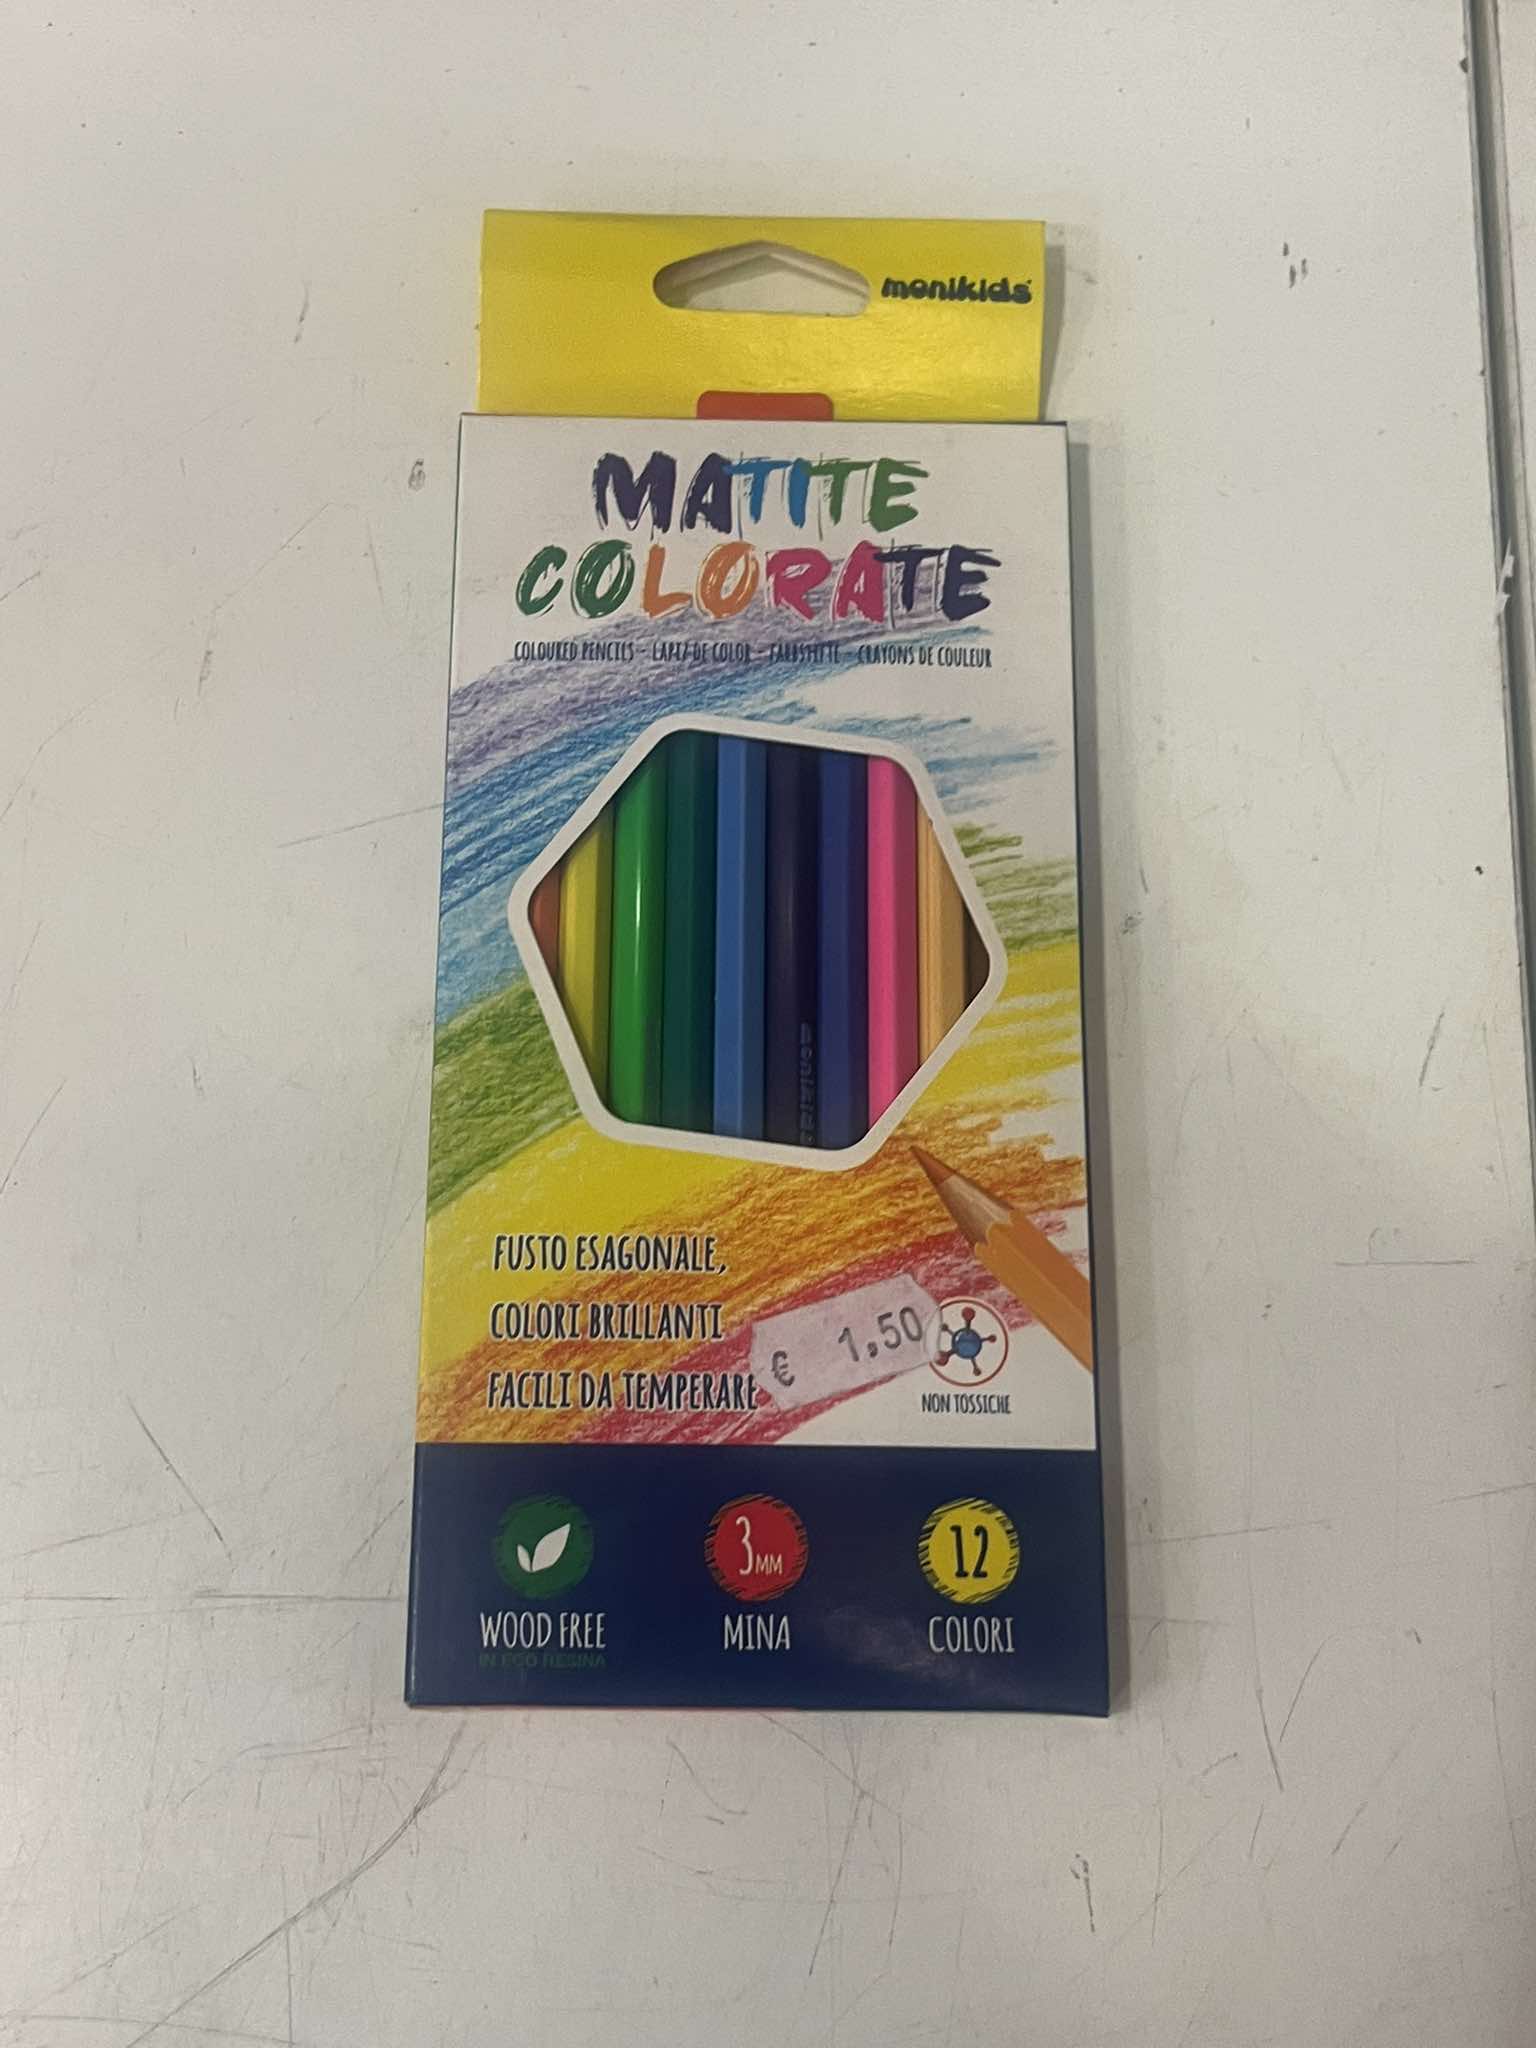 monikids
MATITE
COLORATE
COLOURED PENCILS - LAPIZ DE COLOR - FARBSTIFTE - CRAYONS DE COULEUR
monikids
FUSTO ESAGONALE,
COLORI BRILLANTI
FACILI DA TEMPERARE
€ 1,50
NON TOSSICHE
3MM
12
WOOD FREE
IN ECO RESINA
MINA
COLORI